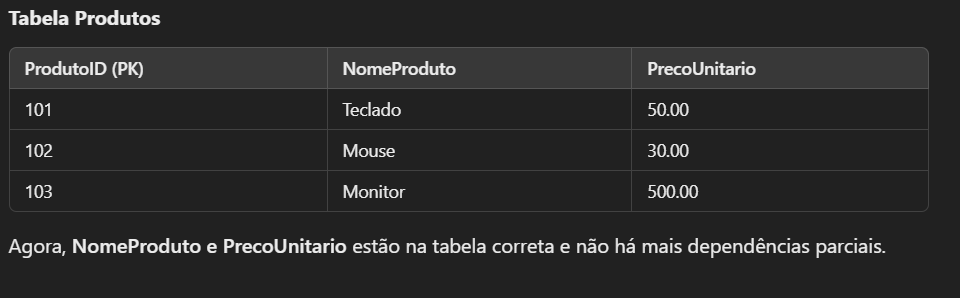 Tabela Produtos
ProdutoID (PK) NomeProduto PrecoUnitario
101 Teclado 50.00
102 Mouse 30.00
103 Monitor 500.00
Agora, NomeProduto e PrecoUnitario estão na tabela correta e não há mais dependências parciais.